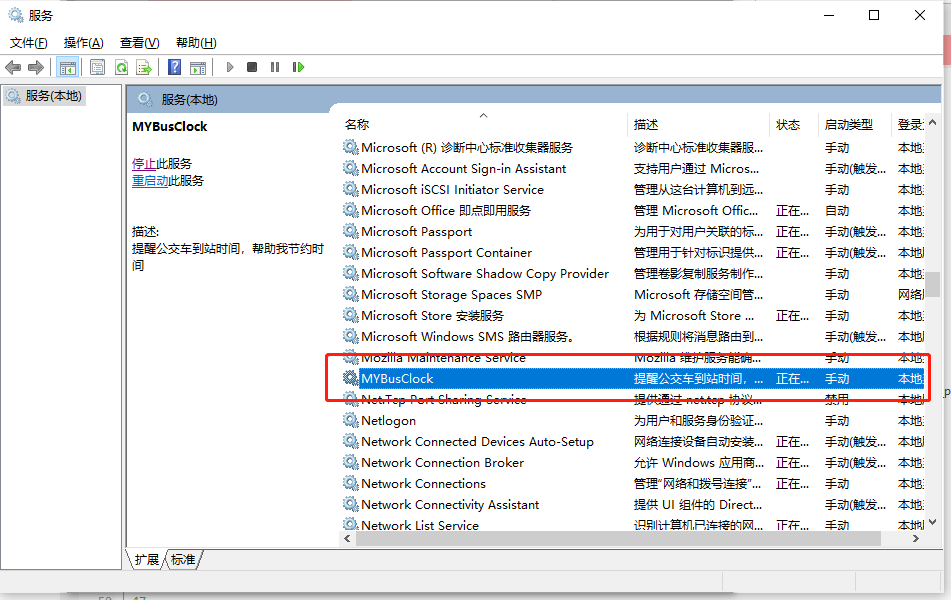 服务
文件(F) 操作(A) 查看(V) 帮助(H)
服务(本地)
服务(本地)
MYBusClock
停止此服务
重启动此服务
描述:
提醒公交车到站时间，帮助我节约时
间
名称 描述 状态 启动类型 登录
Microsoft (R) 诊断中心标准收集器服务 诊断中心标准收集器服... 手动 本地
Microsoft Account Sign-in Assistant 支持用户通过 Micros... 手动(触发... 本地
Microsoft iSCSI Initiator Service 管理从这台计算机到远... 手动 本地
Microsoft Office 即点即用服务 管理 Microsoft Offic... 正在... 自动 本地
Microsoft Passport 为用于对用户关联的标... 正在... 手动(触发... 本地
Microsoft Passport Container 管理用于针对标识提供... 正在... 手动(触发... 本地
Microsoft Software Shadow Copy Provider 管理卷影复制服务制作... 手动 本地
Microsoft Storage Spaces SMP Microsoft 存储空间管... 手动 网络
Microsoft Store 安装服务 为 Microsoft Store ... 正在... 手动 本地
Microsoft Windows SMS 路由器服务。 根据规则将消息路由到... 手动(触发... 本地
Mozilla Maintenance Service Mozilla 维护服务能确... 手动 本地
MYBusClock 提醒公交车到站时间，... 正在... 手动 本地
Net.Tcp Port Sharing Service 提供通过 net.tcp 协议... 禁用 本地
Netlogon 为用户和服务身份验证... 手动 本地
Network Connected Devices Auto-Setup 网络连接设备自动安装... 正在... 手动(触发... 本地
Network Connection Broker 允许 Windows 应用商... 正在... 手动(触发... 本地
Network Connections 管理“网络和拨号连接”... 正在... 手动 本地
Network Connectivity Assistant 提供 UI 组件的 Direct... 手动(触发... 本地
Network List Service 识别计算机已连接的网... 正在... 手动 本地
扩展 标准